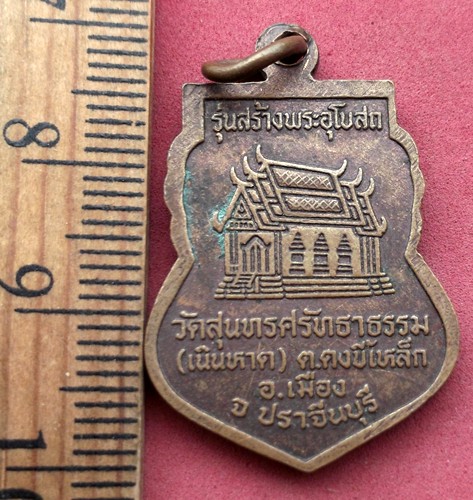 รุ่นสร้างพระอุโบสถ
วัดสุนทรศรัทธาธรรม
(เนินหาด) ต.ดงขี้เหล็ก
อ.เมือง
จ ปราจีนบุรี
8
9